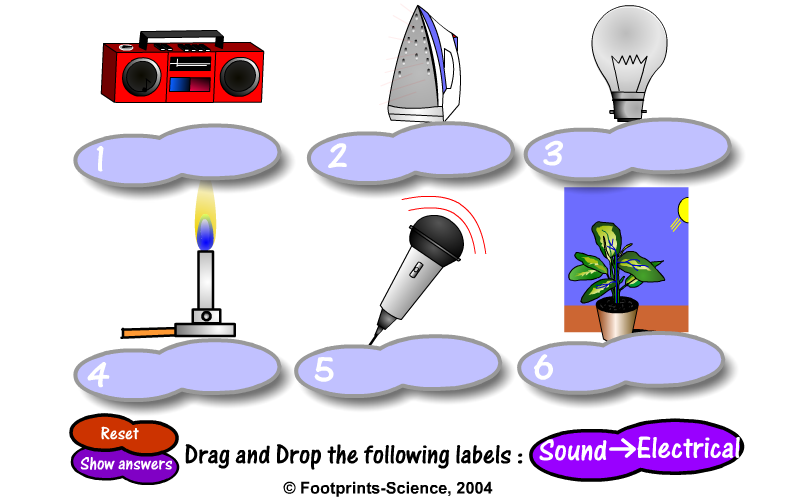 1
2
3
4
5
6
Reset
Show answers
Drag and Drop the following labels :
Sound→Electrical
© Footprints-Science, 2004